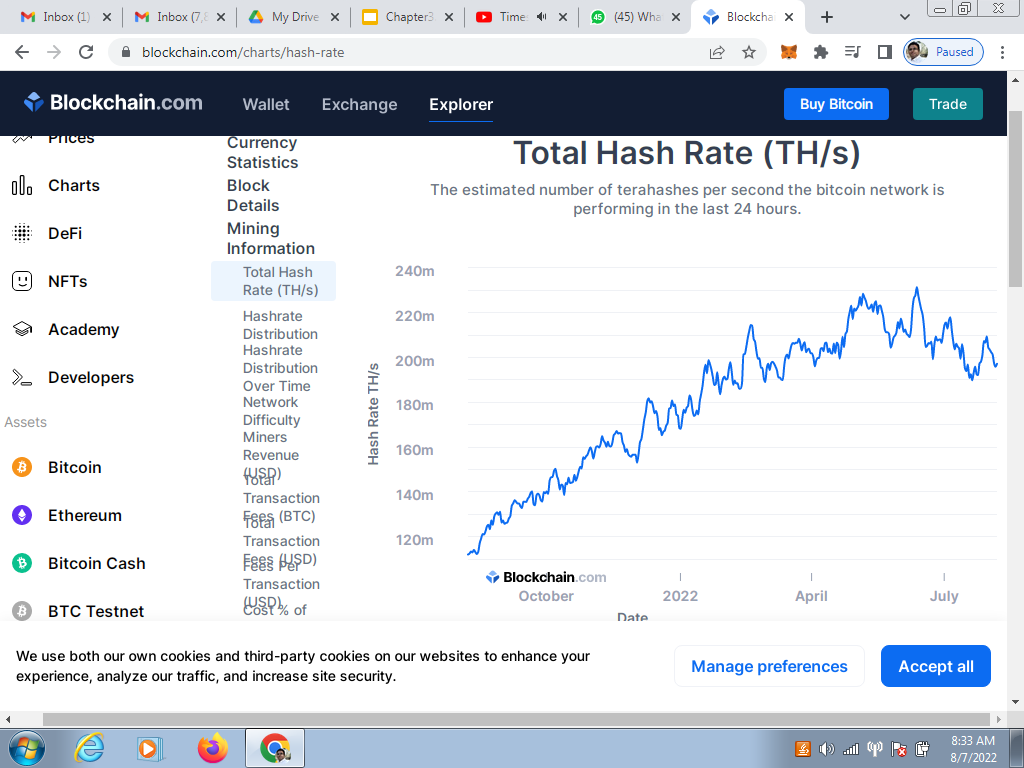 Inbox (1)
Inbox (7,
My Drive
Chapter3
Time
45
(45) Wha
Blockcha
blockchain.com/charts/hash-rate
Paused
Blockchain.com
Wallet
Exchange
Explorer
Buy Bitcoin
Trade
Prices
Charts
DeFi
NFTs
Academy
Developers
Assets
Bitcoin
Ethereum
Bitcoin Cash
BTC Testnet
Currency
Statistics
Block
Details
Mining
Information
Total Hash
Rate (TH/s)
Hashrate
Distribution
Hashrate
Distribution
Over Time
Network
Difficulty
Miners
Revenue
(USD)
Total
Transaction
Fees (BTC)
Total
Transaction
Fees (USD)
Fees Per
Transaction
(USD)
Cost % of
Total Hash Rate (TH/s)
The estimated number of terahashes per second the bitcoin network is
performing in the last 24 hours.
240m
220m
200m
180m
160m
140m
120m
Hash Rate TH/s
Blockchain.com
October
2022
April
July
Date
We use both our own cookies and third-party cookies on our websites to enhance your
experience, analyze our traffic, and increase site security.
Manage preferences
Accept all
8:33 AM
8/7/2022